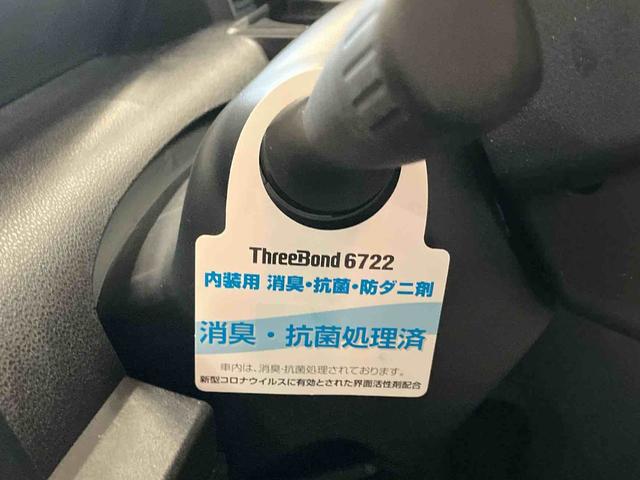 ThreeBond 6722
内装用 消臭・抗菌・防ダニ剤
消臭・抗菌処理済
車内は、消臭・抗菌処理されております。
新型コロナウイルスに有効とされた界面活性剤配合